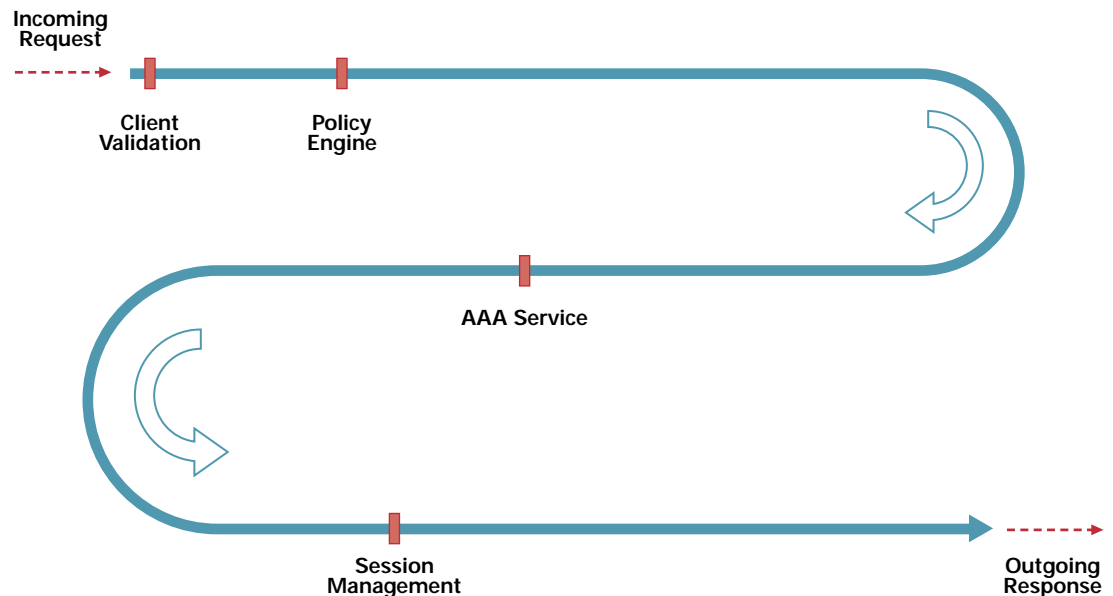 Incoming
Request
Client
Validation
Policy
Engine
AAA Service
Session
Management
Outgoing
Response